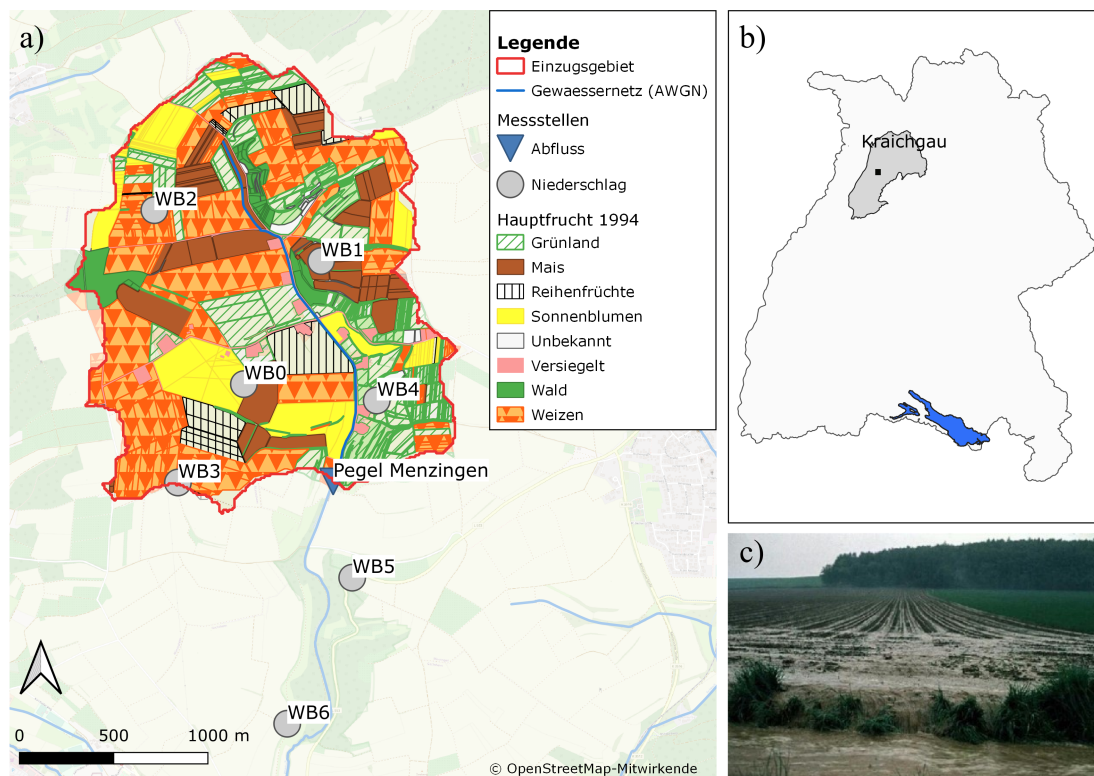 a)
Legende
Einzugsgebiet
Gewaessernetz (AWGN)
Messstellen
Abfluss
Niederschlag
Hauptfrucht 1994
Grünland
Mais
Reihenfrüchte
Sonnenblumen
Unbekannt
Versiegelt
Wald
Weizen
WB2
WB1
WB0
WB4
WB3
Pegel Menzingen
WB5
WB6
0 500 1000 m
© OpenStreetMap-Mitwirkende
b)
Kraichgau
c)